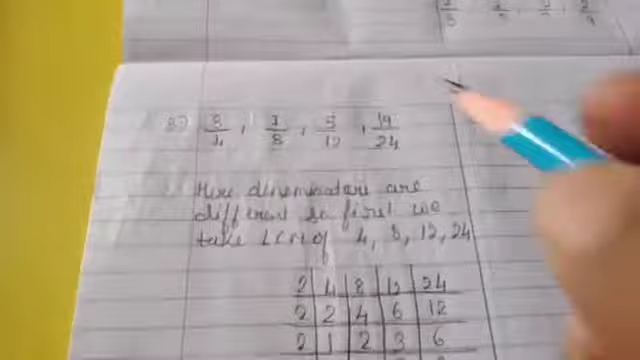 3/4, 7/8, 5/12, 19/24
Here denominators are
different so first we
take LCM of 4, 8, 12, 24
2 | 4 | 8 | 12 | 24
2 | 2 | 4 | 6 | 12
2 | 1 | 2 | 3 | 6